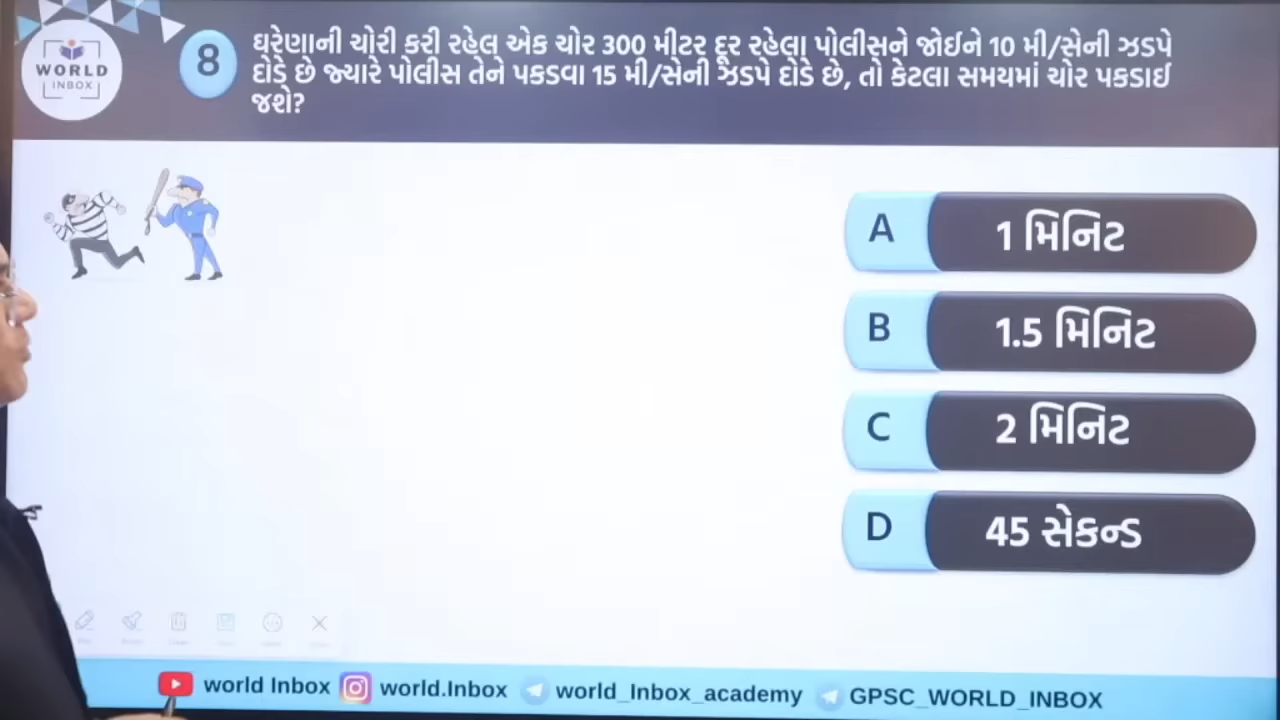 WORLD
INBOX
8
ઘરેણાની ચોરી કરી રહેલ એક ચોર 300 મીટર દૂર રહેલા પોલીસને જોઈને 10 મી/સેની ઝડપે
દોડે છે જ્યારે પોલીસ તેને પકડવા 15 મી/સેની ઝડપે દોડે છે, તો કેટલા સમયમાં ચોર પકડાઈ
જશે?
A 1 મિનિટ
B 1.5 મિનિટ
C 2 મિનિટ
D 45 સેકન્ડ
world Inbox world.Inbox world_Inbox_academy GPSC_WORLD_INBOX